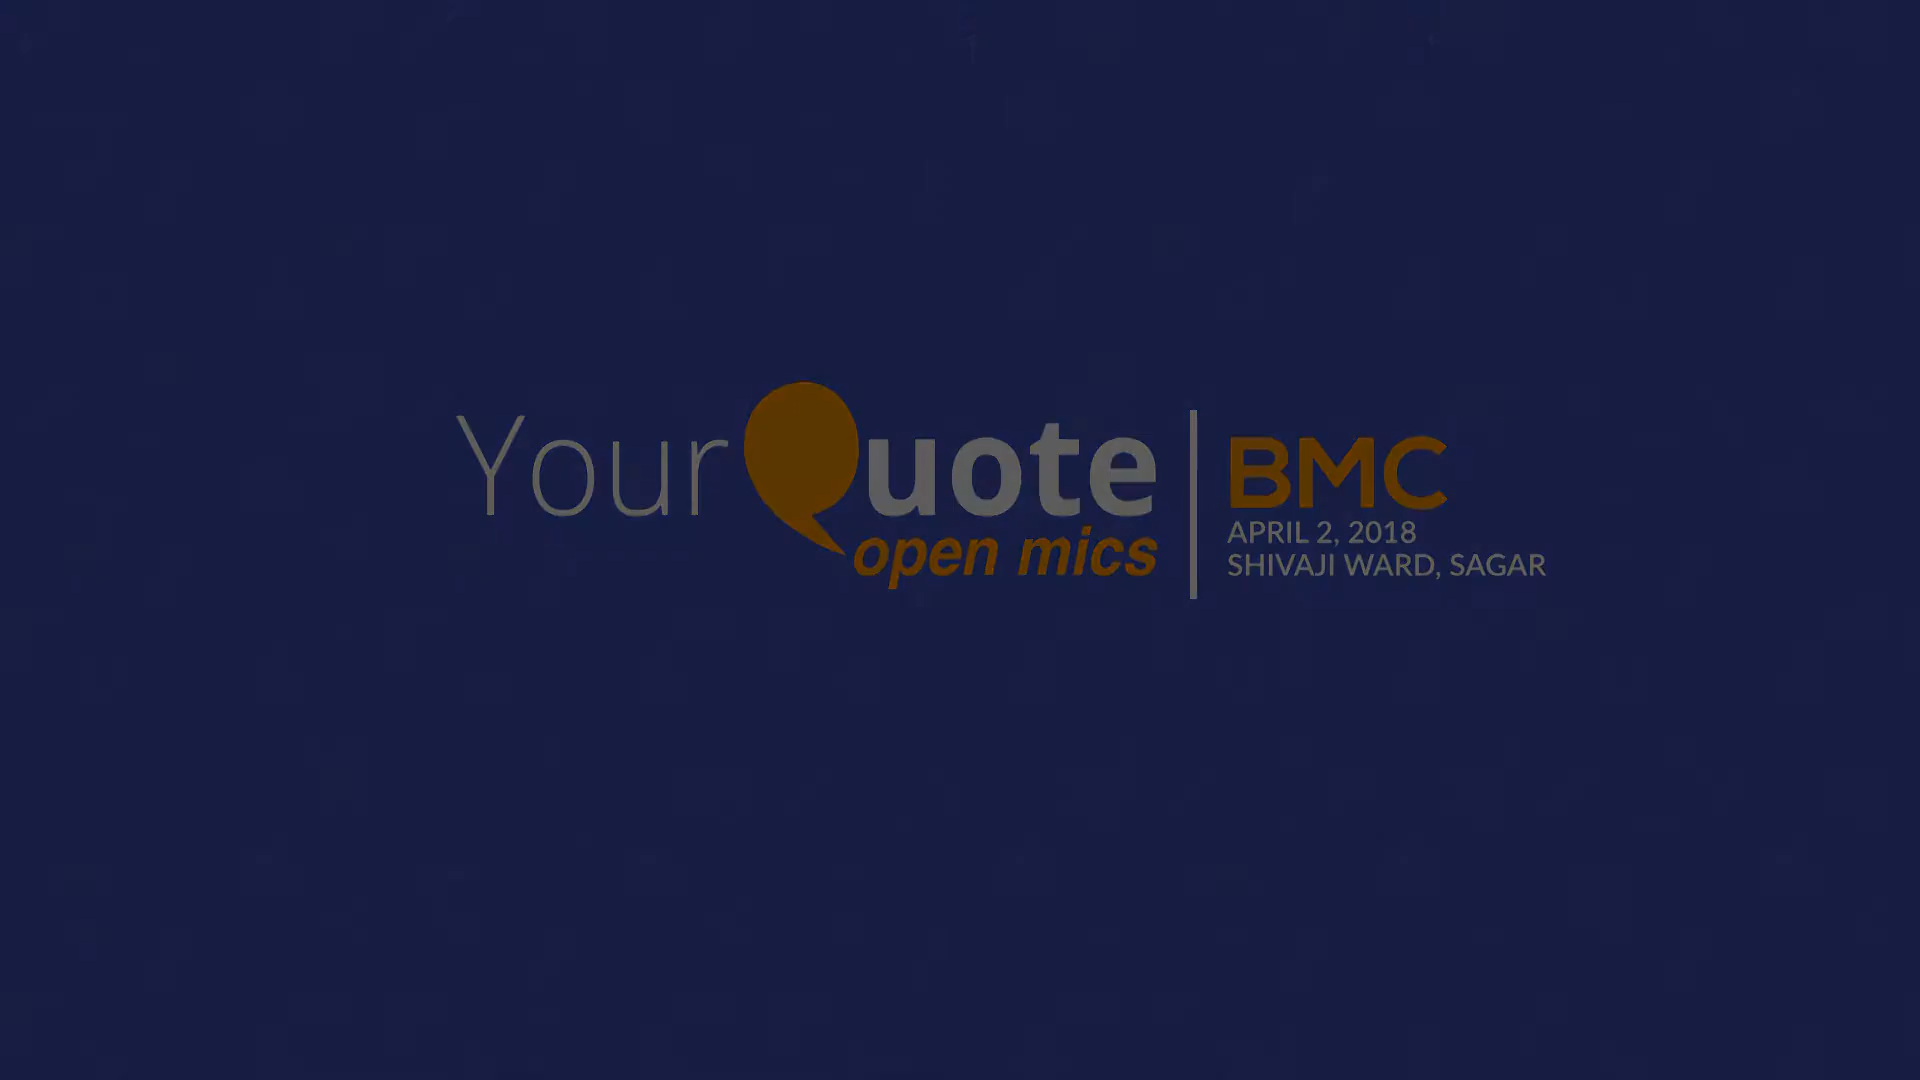 YourQuote
open mics
BMC
APRIL 2, 2018
SHIVAJI WARD, SAGAR